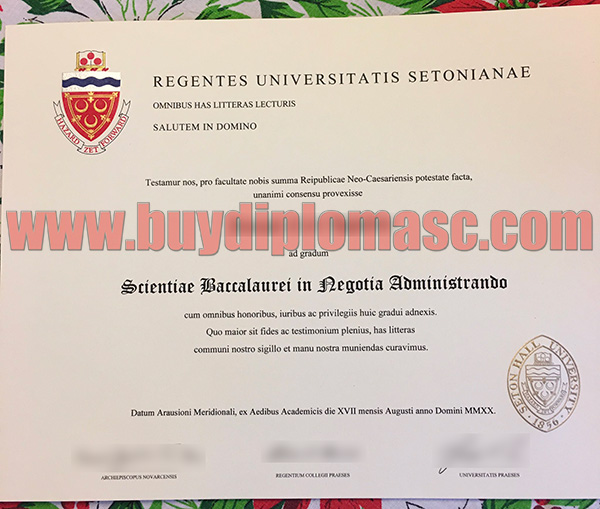 REGENTES UNIVERSITATIS SETONIANAE
OMNIBUS HAS LITTERAS LECTURIS
SALUTEM IN DOMINO
HAZARD ZET FORWARD
Testamur nos, pro facultate nobis summa Reipublicae Neo-Caesariensis potestate facta,
unanimi consensu provexisse
www.buydiplomasc.com
ad gradum
Scientiae Baccalaurei in Negotia Administrando
cum omnibus honoribus, iuribus ac privilegiis huic gradui adnexis.
Quo maior sit fides ac testimonium plenius, has litteras
communi nostro sigillo et manu nostra muniendas curavimus.
SETON HALL UNIVERSITY
1856
Datum Arausioni Meridionali, ex Aedibus Academicis die XVII mensis Augusti anno Domini MMXX.
ARCHIEPISCOPUS NOVARCENSIS
REGENTIUM COLLEGII PRAESES
UNIVERSITATIS PRAESES